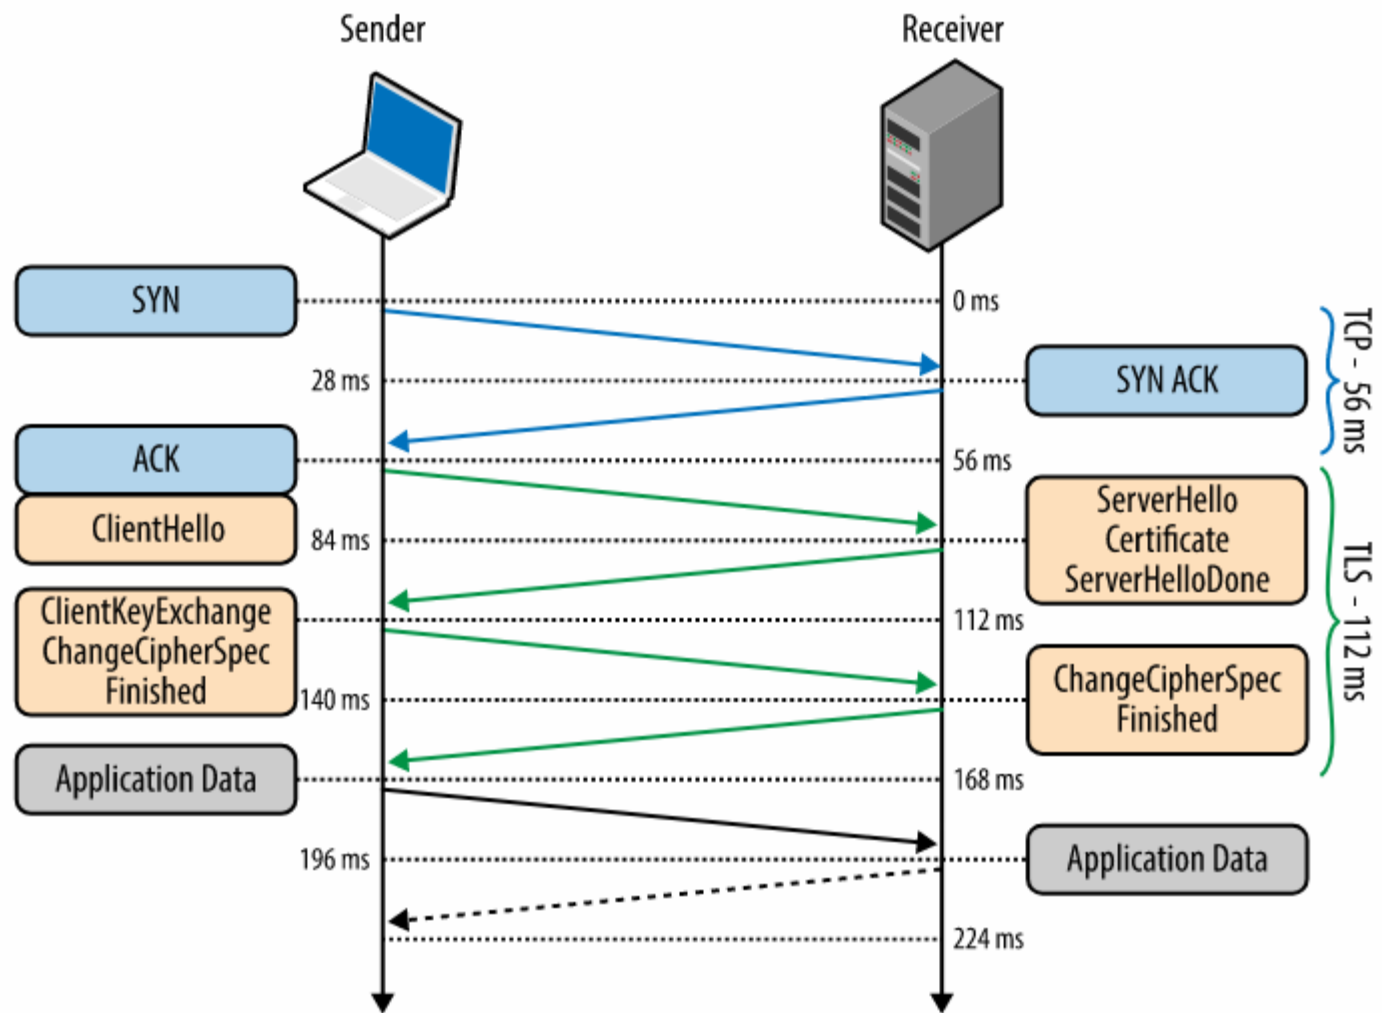 Sender
Receiver
SYN
0 ms
28 ms
SYN ACK
TCP - 56 ms
ACK
56 ms
ClientHello
84 ms
ServerHello
Certificate
ServerHelloDone
TLS - 112 ms
ClientKeyExchange
ChangeCipherSpec
Finished
112 ms
140 ms
ChangeCipherSpec
Finished
Application Data
168 ms
196 ms
Application Data
224 ms